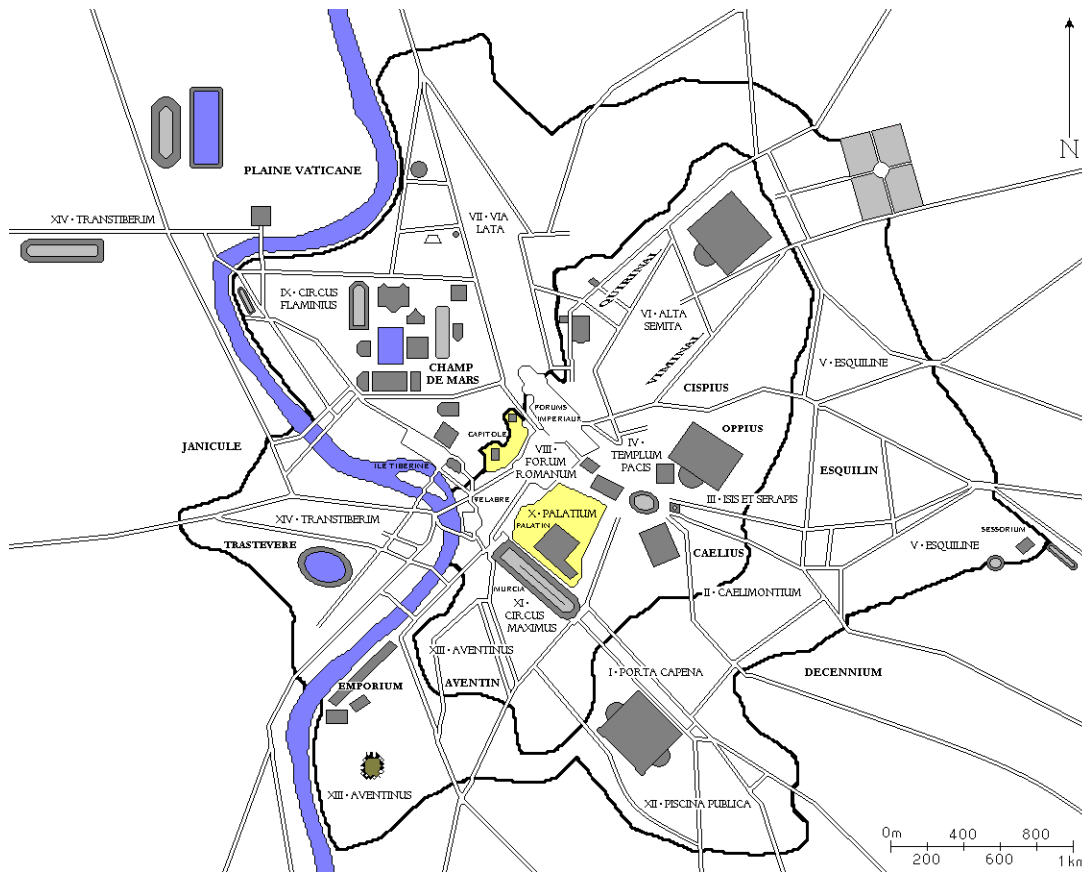 N
PLAINE VATICANE
XIV • TRANSTIBERIM
VII • VIA
LATA
IX • CIRCUS
FLAMINIUS
QUIRINAL
VI • ALTA
SEMITA
VIMINAL
CHAMP
DE MARS
V • ESQUILINE
CISPIUS
FORUMS
IMPERIAUX
CAPITOLE
OPPIUS
JANICULE
ILE TIBERINE
VIII •
FORUM
ROMANUM
IV •
TEMPLUM
PACIS
ESQUILIN
VELABRE
III • ISIS ET SERAPIS
XIV • TRANSTIBERIM
X • PALATIUM
PALATIN
SESSORIUM
TRASTEVERE
CAELIUS
V • ESQUILINE
MURCIA
XI •
CIRCUS
MAXIMUS
II • CAELIMONTIUM
XIII • AVENTINUS
I • PORTA CAPENA
DECENNIUM
EMPORIUM
AVENTIN
XIII • AVENTINUS
XII • PISCINA PUBLICA
0m 400 800
200 600 1 km